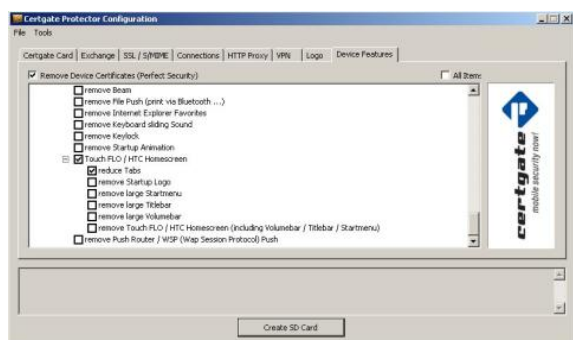 Certgate Protector Configuration
File Tools
Certgate Card Exchange SSL / S/MIME Connections HTTP Proxy VPN Logo Device Features
Remove Device Certificates (Perfect Security) All Items
remove Beam
remove File Push (print via Bluetooth ...)
remove Internet Explorer Favorites
remove Keyboard sliding Sound
remove Keylock
remove Startup Animation
Touch FLO / HTC Homescreen
reduce Tabs
remove Startup Logo
remove large Startmenu
remove large Titlebar
remove large Volumebar
remove Touch FLO / HTC Homescreen (including Volumebar / Titlebar / Startmenu)
remove Push Router / WSP (Wap Session Protocol) Push
certgate
mobile security now!
Create SD Card